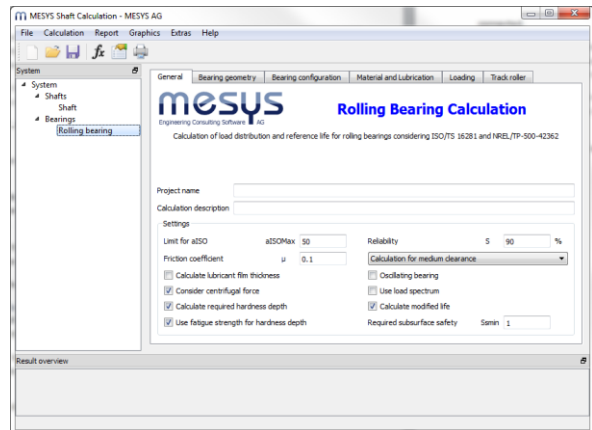 MESYS Shaft Calculation - MESYS AG
File Calculation Report Graphics Extras Help
fx
System
System
Shafts
Shaft
Bearings
Rolling bearing
General Bearing geometry Bearing configuration Material and Lubrication Loading Track roller
mesys
Engineering Consulting Software AG
Rolling Bearing Calculation
Calculation of load distribution and reference life for rolling bearings considering ISO/TS 16281 and NREL/TP-500-42362
Project name
Calculation description
Settings
Limit for aISO aISOMax 50 Reliability S 90 %
Friction coefficient μ 0.1 Calculation for medium clearance
Calculate lubricant film thickness Oscillating bearing
Consider centrifugal force Use load spectrum
Calculate required hardness depth Calculate modified life
Use fatigue strength for hardness depth Required subsurface safety Ssmin 1
Result overview